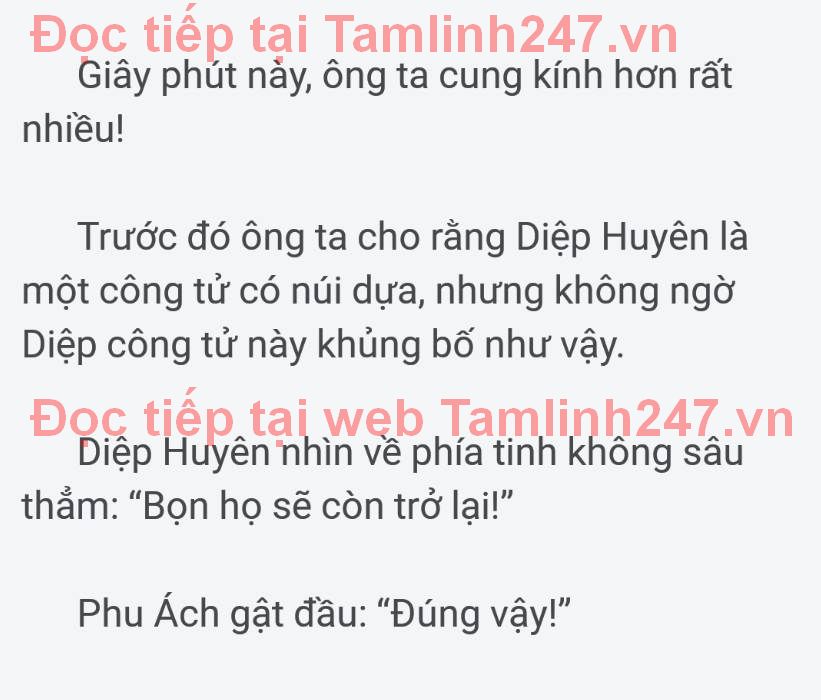 Đọc tiếp tại Tamlinh247.vn
Giây phút này, ông ta cung kính hơn rất
nhiều!
Trước đó ông ta cho rằng Diệp Huyên là
một công tử có núi dựa, nhưng không ngờ
Diệp công tử này khủng bố như vậy.
Đọc tiếp tại web Tamlinh247.vn
Diệp Huyên nhìn về phía tinh không sâu
thẳm: “Bọn họ sẽ còn trở lại!”
Phu Ách gật đầu: “Đúng vậy!”